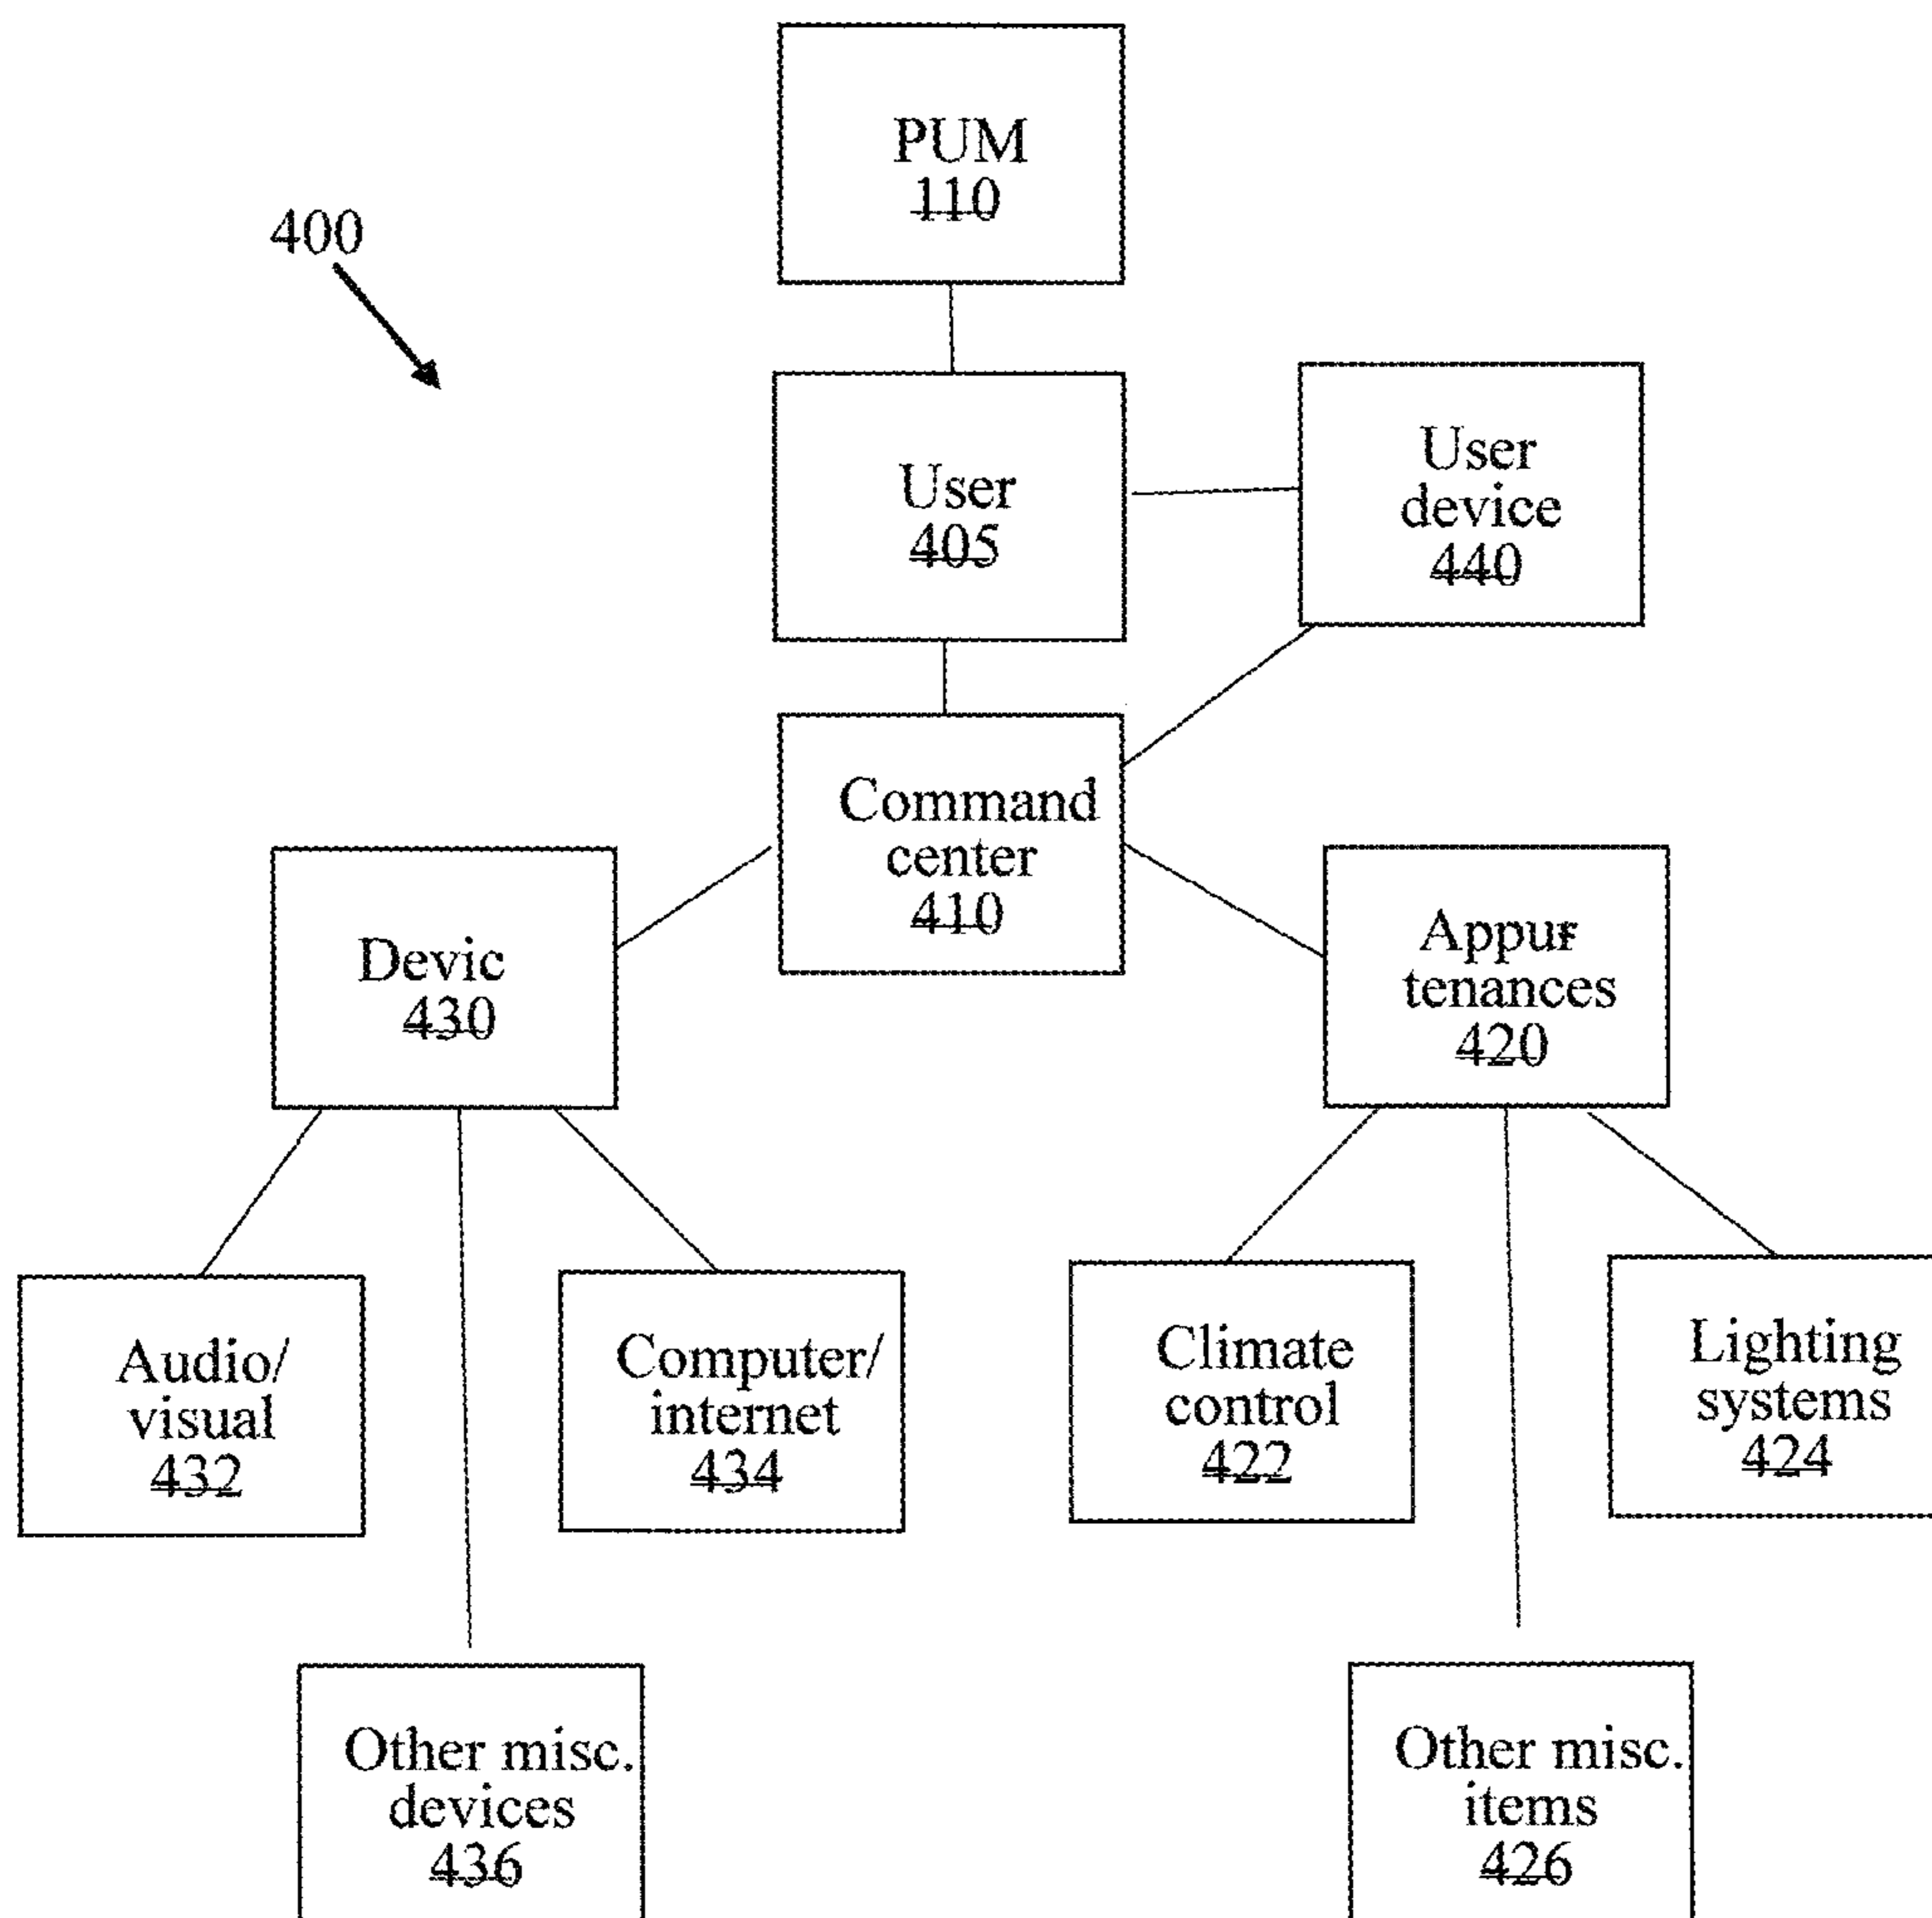 PUM
110
400
User
405
User
device
440
Command
center
410
Devic
430
Appur
tenances
420
Audio/
visual
432
Computer/
internet
434
Climate
control
422
Lighting
systems
424
Other misc.
devices
436
Other misc.
items
426